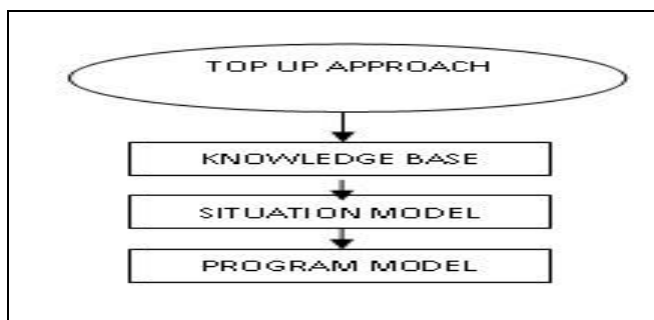 TOP UP APPROACH
KNOWLEDGE BASE
SITUATION MODEL
PROGRAM MODEL